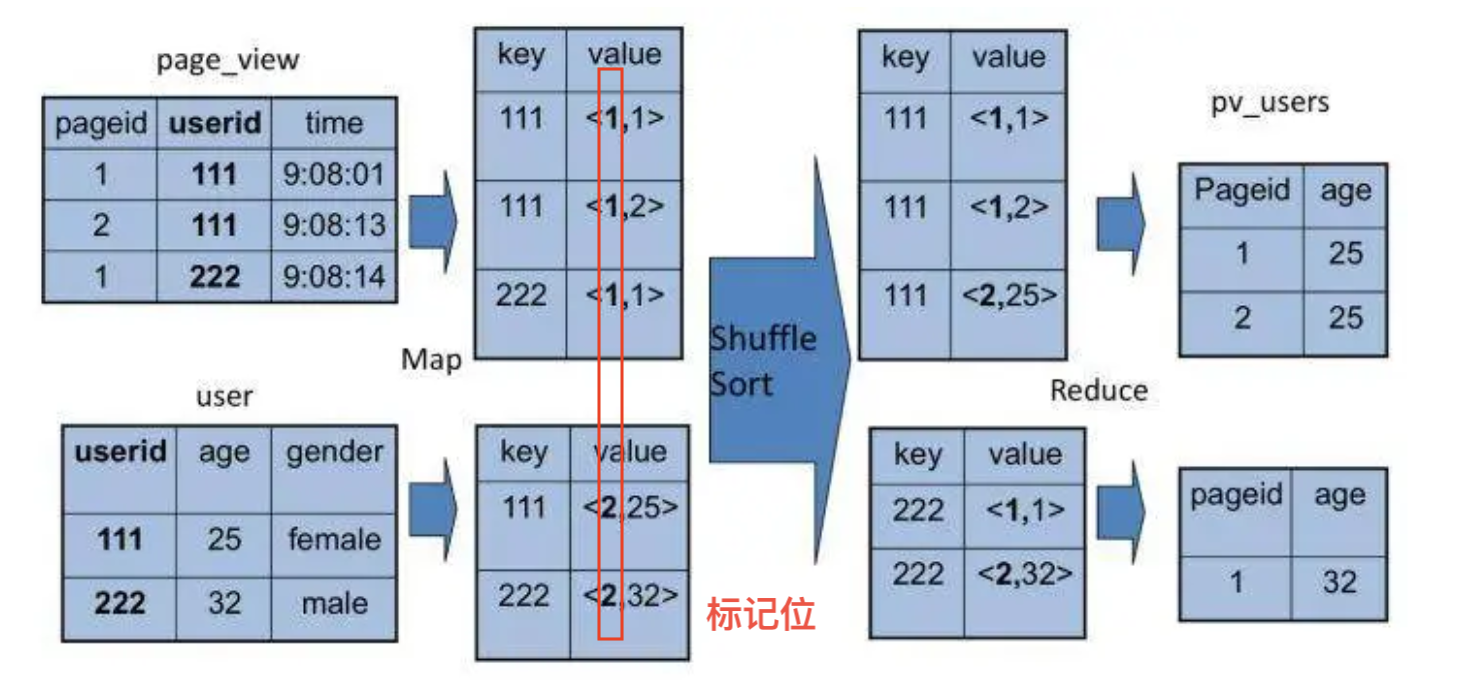 page_view
pageid userid time
1 111 9:08:01
2 111 9:08:13
1 222 9:08:14
user
userid age gender
111 25 female
222 32 male
Map
key value
111 <1,1>
111 <1,2>
222 <1,1>
key value
111 <2,25>
222 <2,32>
标记位
Shuffle
Sort
key value
111 <1,1>
111 <1,2>
111 <2,25>
key value
222 <1,1>
222 <2,32>
Reduce
pv_users
Pageid age
1 25
2 25
pageid age
1 32